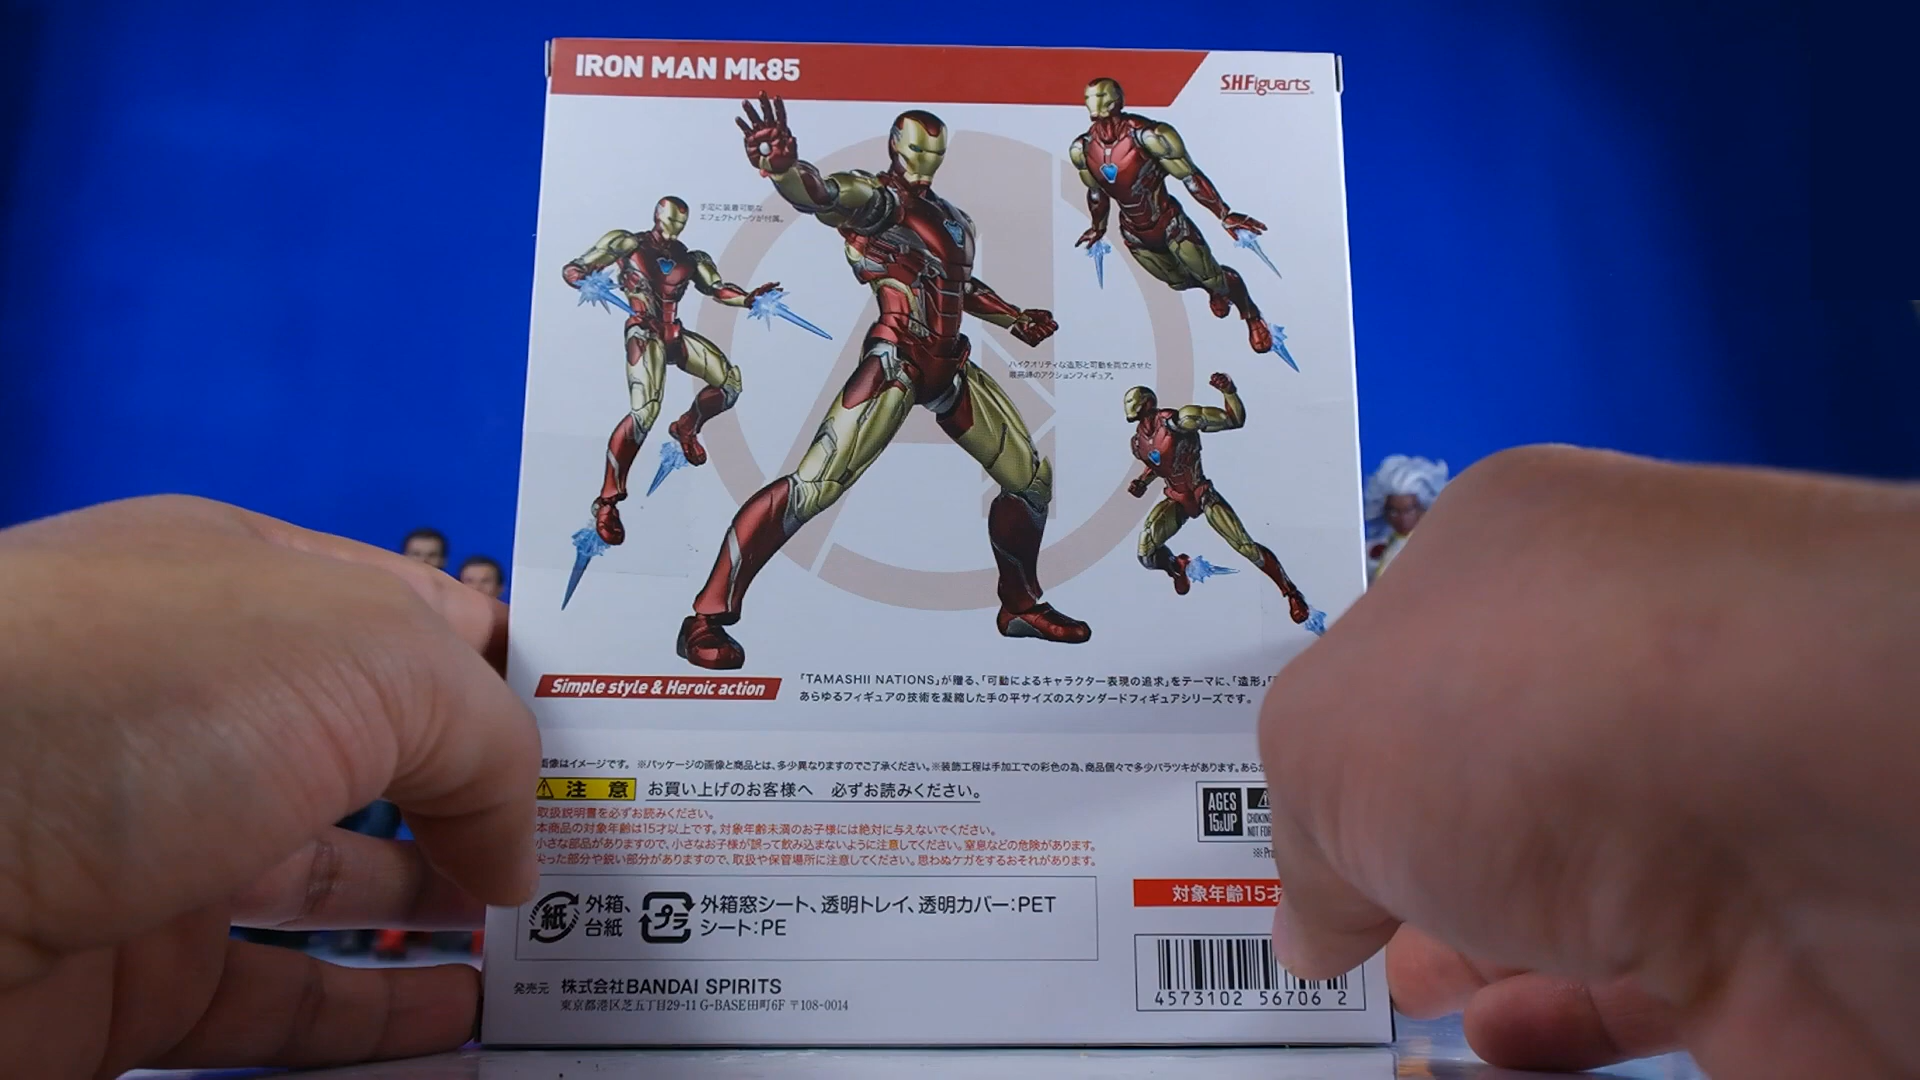 IRON MAN Mk85
S.H.Figuarts
手足に装着可能な
エフェクトパーツが付属。
ハイクオリティな造形と可動を両立させた
最高峰のアクションフィギュア。
Simple style & Heroic action
「TAMASHII NATIONS」が贈る、「可動によるキャラクター表現の追求」をテーマに、「造形」
あらゆるフィギュアの技術を凝縮した手の平サイズのスタンダードフィギュアシリーズです。
像はイメージです。 ※パッケージの画像と商品とは、多少異なりますのでご了承ください。※装飾工程は手加工での彩色の為、商品個々で多少バラツキがあります。あら
注意 お買い上げのお客様へ 必ずお読みください。
取扱説明書を必ずお読みください。
本商品の対象年齢は15才以上です。対象年齢未満のお子様には絶対に与えないでください。
小さな部品がありますので、小さなお子様が誤って飲み込まないように注意してください。窒息などの危険があります。
尖った部分や鋭い部分がありますので、取扱や保管場所に注意してください。思わぬケガをするおそれがあります。
AGES
15&UP
CHOKING
NOT FOR
※Pr
対象年齢15才
紙 外箱、
台紙
プラ 外箱窓シート、透明トレイ、透明カバー:PET
シート:PE
発売元 株式会社BANDAI SPIRITS
東京都港区芝五丁目29-11 G-BASE田町6F 〒108-0014
4573102 56706 2